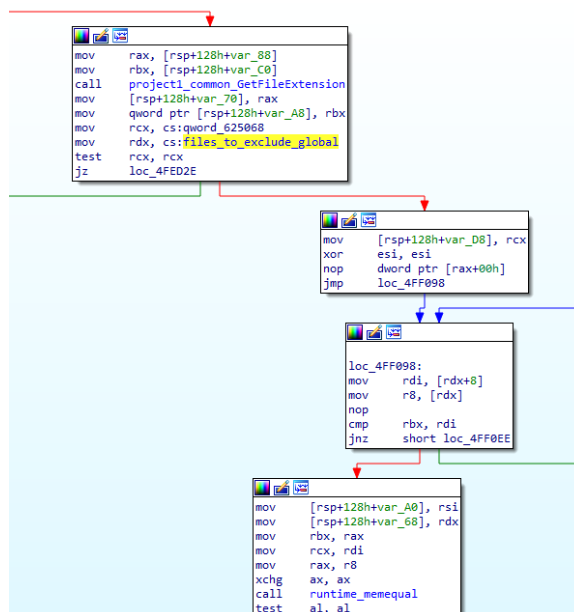 mov rax, [rsp+128h+var_88]
mov rbx, [rsp+128h+var_C0]
call project1_common_GetFileExtension
mov [rsp+128h+var_70], rax
mov qword ptr [rsp+128h+var_A8], rbx
mov rcx, cs:qword_625068
mov rdx, cs:files_to_exclude_global
test rcx, rcx
jz loc_4FED2E
mov [rsp+128h+var_D8], rcx
xor esi, esi
nop dword ptr [rax+00h]
jmp loc_4FF098
loc_4FF098:
mov rdi, [rdx+8]
mov r8, [rdx]
nop
cmp rbx, rdi
jnz short loc_4FF0EE
mov [rsp+128h+var_A0], rsi
mov [rsp+128h+var_68], rdx
mov rbx, rax
mov rcx, rdi
mov rax, r8
xchg ax, ax
call runtime_memequal
test al, al